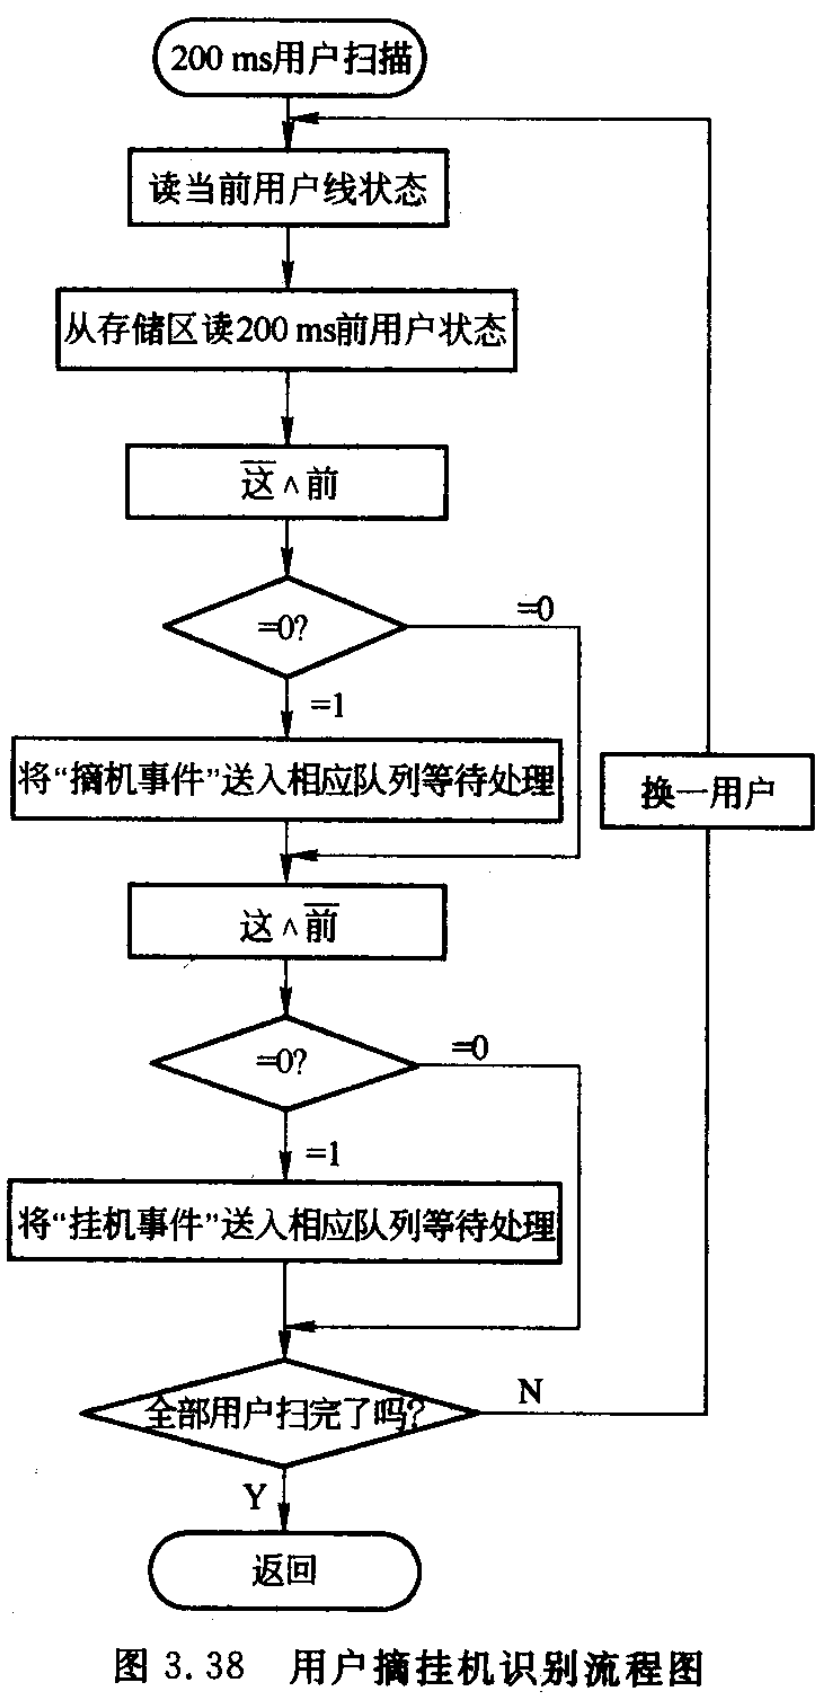 200 ms用户扫描
读当前用户线状态
从存储区读200 ms前用户状态
这̅∧前
=0?
=0
=1
将“摘机事件”送入相应队列等待处理
换一用户
这∧前̅
=0?
=0
=1
将“挂机事件”送入相应队列等待处理
全部用户扫完了吗?
N
Y
返回
图 3.38 用户摘挂机识别流程图